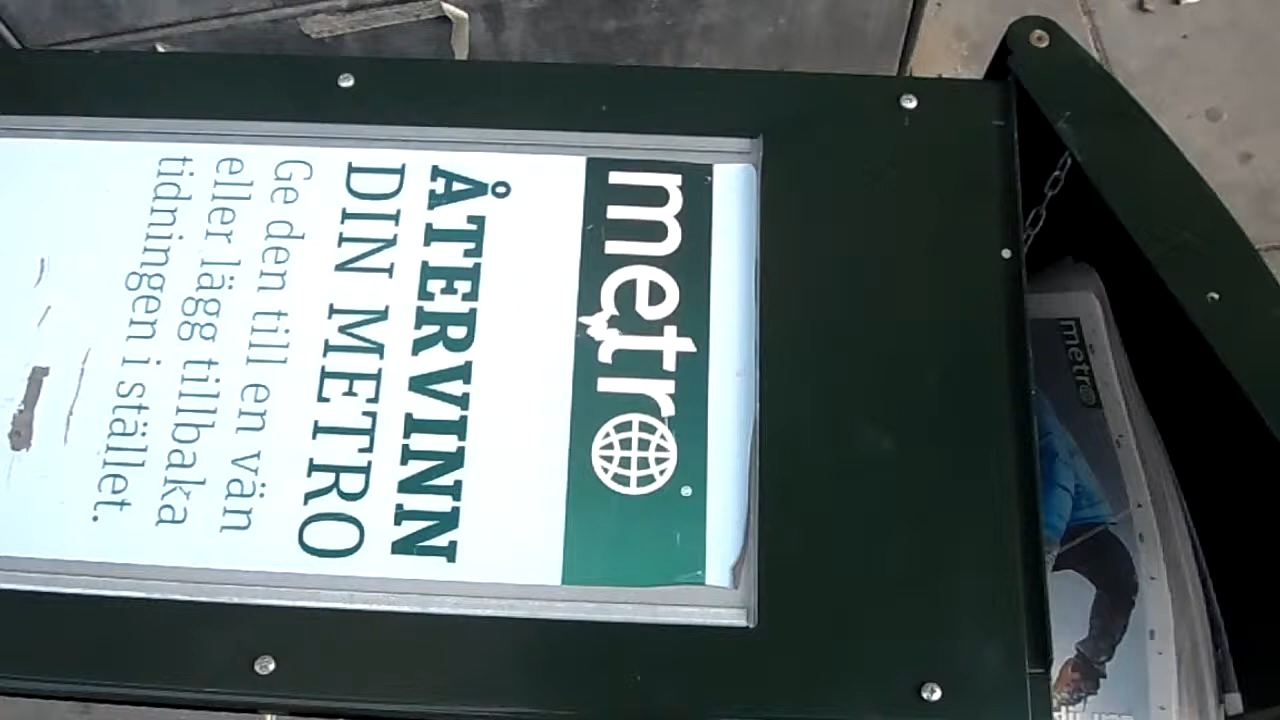 metro
ÅTERVINN
DIN METRO
Ge den till en vän
eller lägg tillbaka
tidningen i stället.
metro